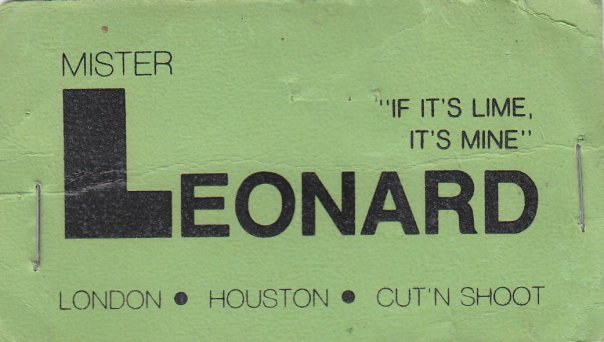 MISTER
"IF IT'S LIME,
IT'S MINE"
LEONARD
LONDON • HOUSTON • CUT'N SHOOT